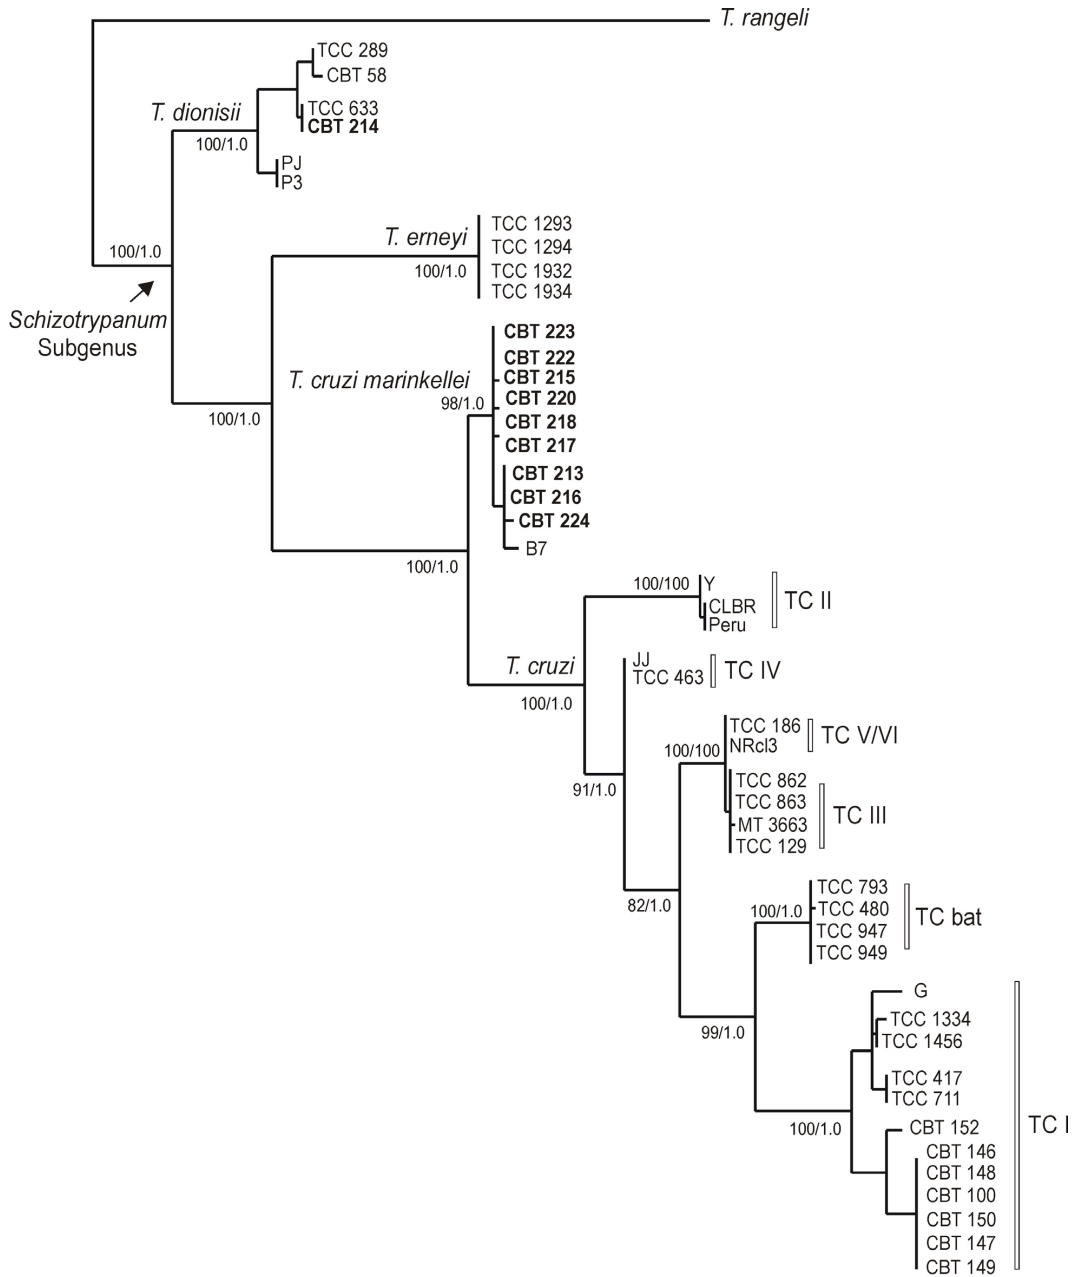 T. rangeli
TCC 289
CBT 58
T. dionisii
TCC 633
CBT 214
100/1.0
PJ
P3
TCC 1293
T. erneyi
TCC 1294
100/1.0
100/1.0
TCC 1932
TCC 1934
Schizotrypanum
Subgenus
CBT 223
CBT 222
T. cruzi marinkellei
CBT 215
98/1.0
CBT 220
100/1.0
CBT 218
CBT 217
CBT 213
CBT 216
CBT 224
B7
100/1.0
100/100
Y
CLBR
Peru
TC II
JJ
T. cruzi
TCC 463
TC IV
100/1.0
TCC 186
NRcl3
TC V/VI
100/100
TCC 862
91/1.0
TCC 863
MT 3663
TC III
TCC 129
TCC 793
82/1.0
100/1.0
TCC 480
TC bat
TCC 947
TCC 949
G
TCC 1334
99/1.0
TCC 1456
TCC 417
TCC 711
100/1.0
CBT 152
TC I
CBT 146
CBT 148
CBT 100
CBT 150
CBT 147
CBT 149